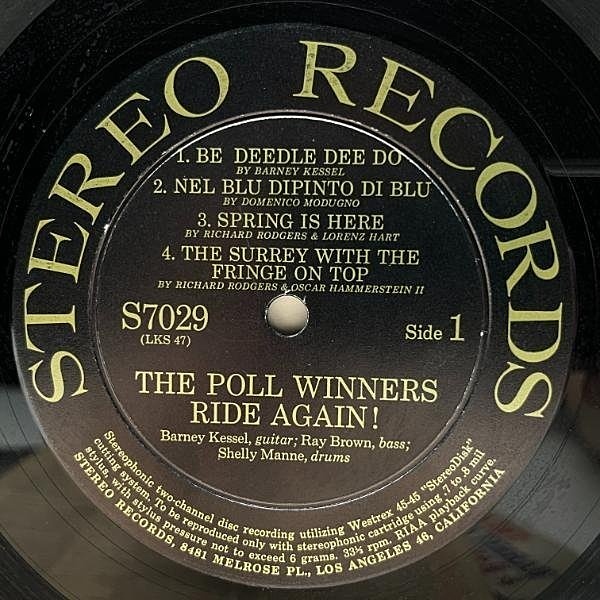 STEREO RECORDS
1. BE DEEDLE DEE DO
BY BARNEY KESSEL
2. NEL BLU DIPINTO DI BLU
BY DOMENICO MODUGNO
3. SPRING IS HERE
BY RICHARD RODGERS & LORENZ HART
4. THE SURREY WITH THE
FRINGE ON TOP
BY RICHARD RODGERS & OSCAR HAMMERSTEIN II
S7029
(LKS 47)
Side 1
THE POLL WINNERS
RIDE AGAIN!
Barney Kessel, guitar; Ray Brown, bass;
Shelly Manne, drums
Stereophonic two-channel disc recording utilizing Westrex 45.45 "StereoDisk"
cutting system. To be reproduced only with stereophonic cartridge using .7 to .8 mil
stylus, with stylus pressure not to exceed 6 grams. 33⅓ rpm. RIAA playback curve.
STEREO RECORDS, 8481 MELROSE PL., LOS ANGELES 46, CALIFORNIA